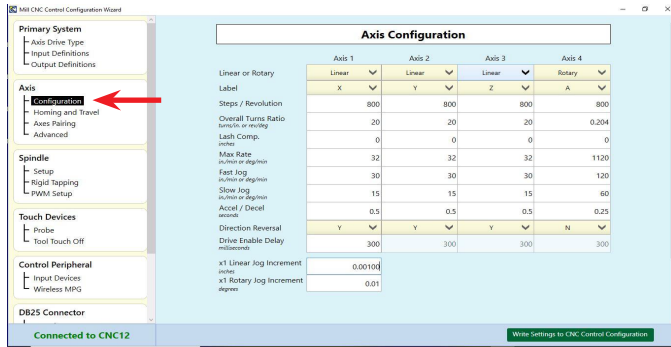 Mill CNC Control Configuration Wizard
Primary System
Axis Drive Type
Input Definitions
Output Definitions
Axis
Configuration
Homing and Travel
Axes Pairing
Advanced
Spindle
Setup
Rigid Tapping
PWM Setup
Touch Devices
Probe
Tool Touch Off
Control Peripheral
Input Devices
Wireless MPG
DB25 Connector
Connected to CNC12
Axis Configuration
Axis 1 Axis 2 Axis 3 Axis 4
Linear or Rotary Linear Linear Linear Rotary
Label X Y Z A
Steps / Revolution 800 800 800 800
Overall Turns Ratio 20 20 20 0.204
turns/in. or rev/deg
Lash Comp. 0 0 0 0
inches
Max Rate 32 32 32 1120
in./min or deg/min
Fast Jog 30 30 30 120
in./min or deg/min
Slow Jog 15 15 15 60
in./min or deg/min
Accel / Decel 0.5 0.5 0.5 0.25
seconds
Direction Reversal Y Y Y N
Drive Enable Delay 300 300 300 300
milliseconds
x1 Linear Jog Increment 0.00100
inches
x1 Rotary Jog Increment 0.01
degrees
Write Settings to CNC Control Configuration